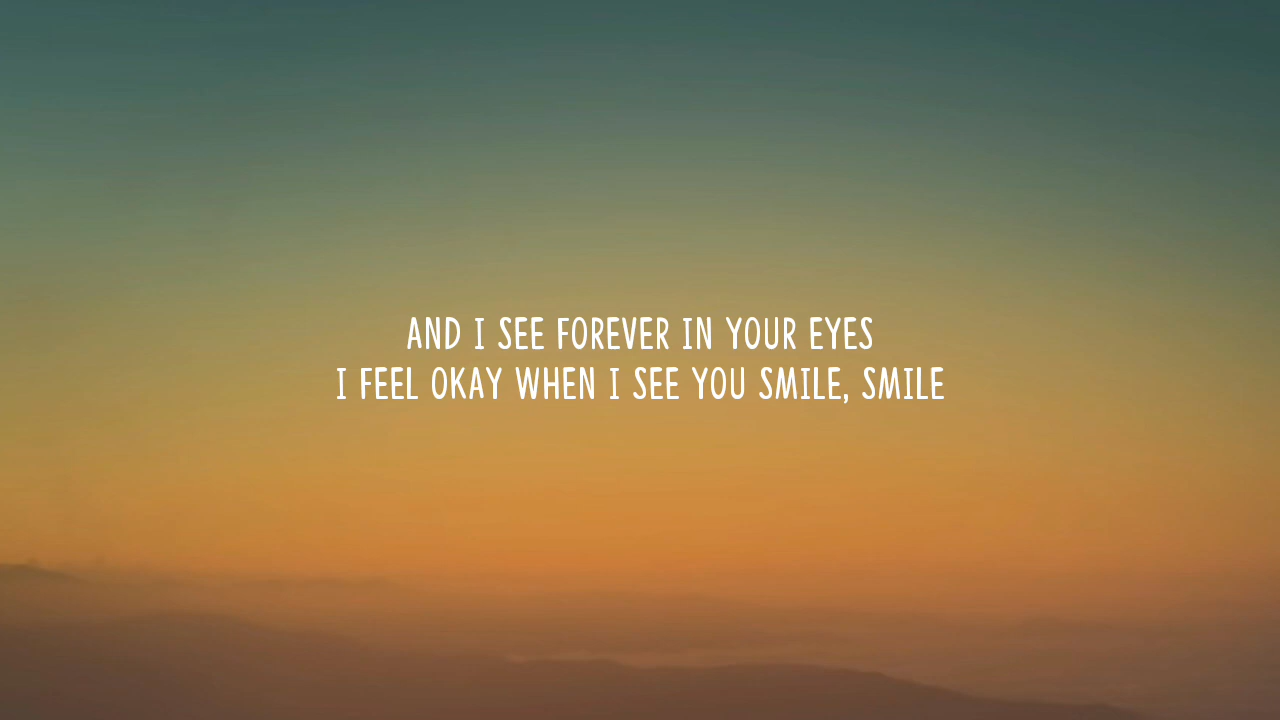 AND I SEE FOREVER IN YOUR EYES
I FEEL OKAY WHEN I SEE YOU SMILE, SMILE